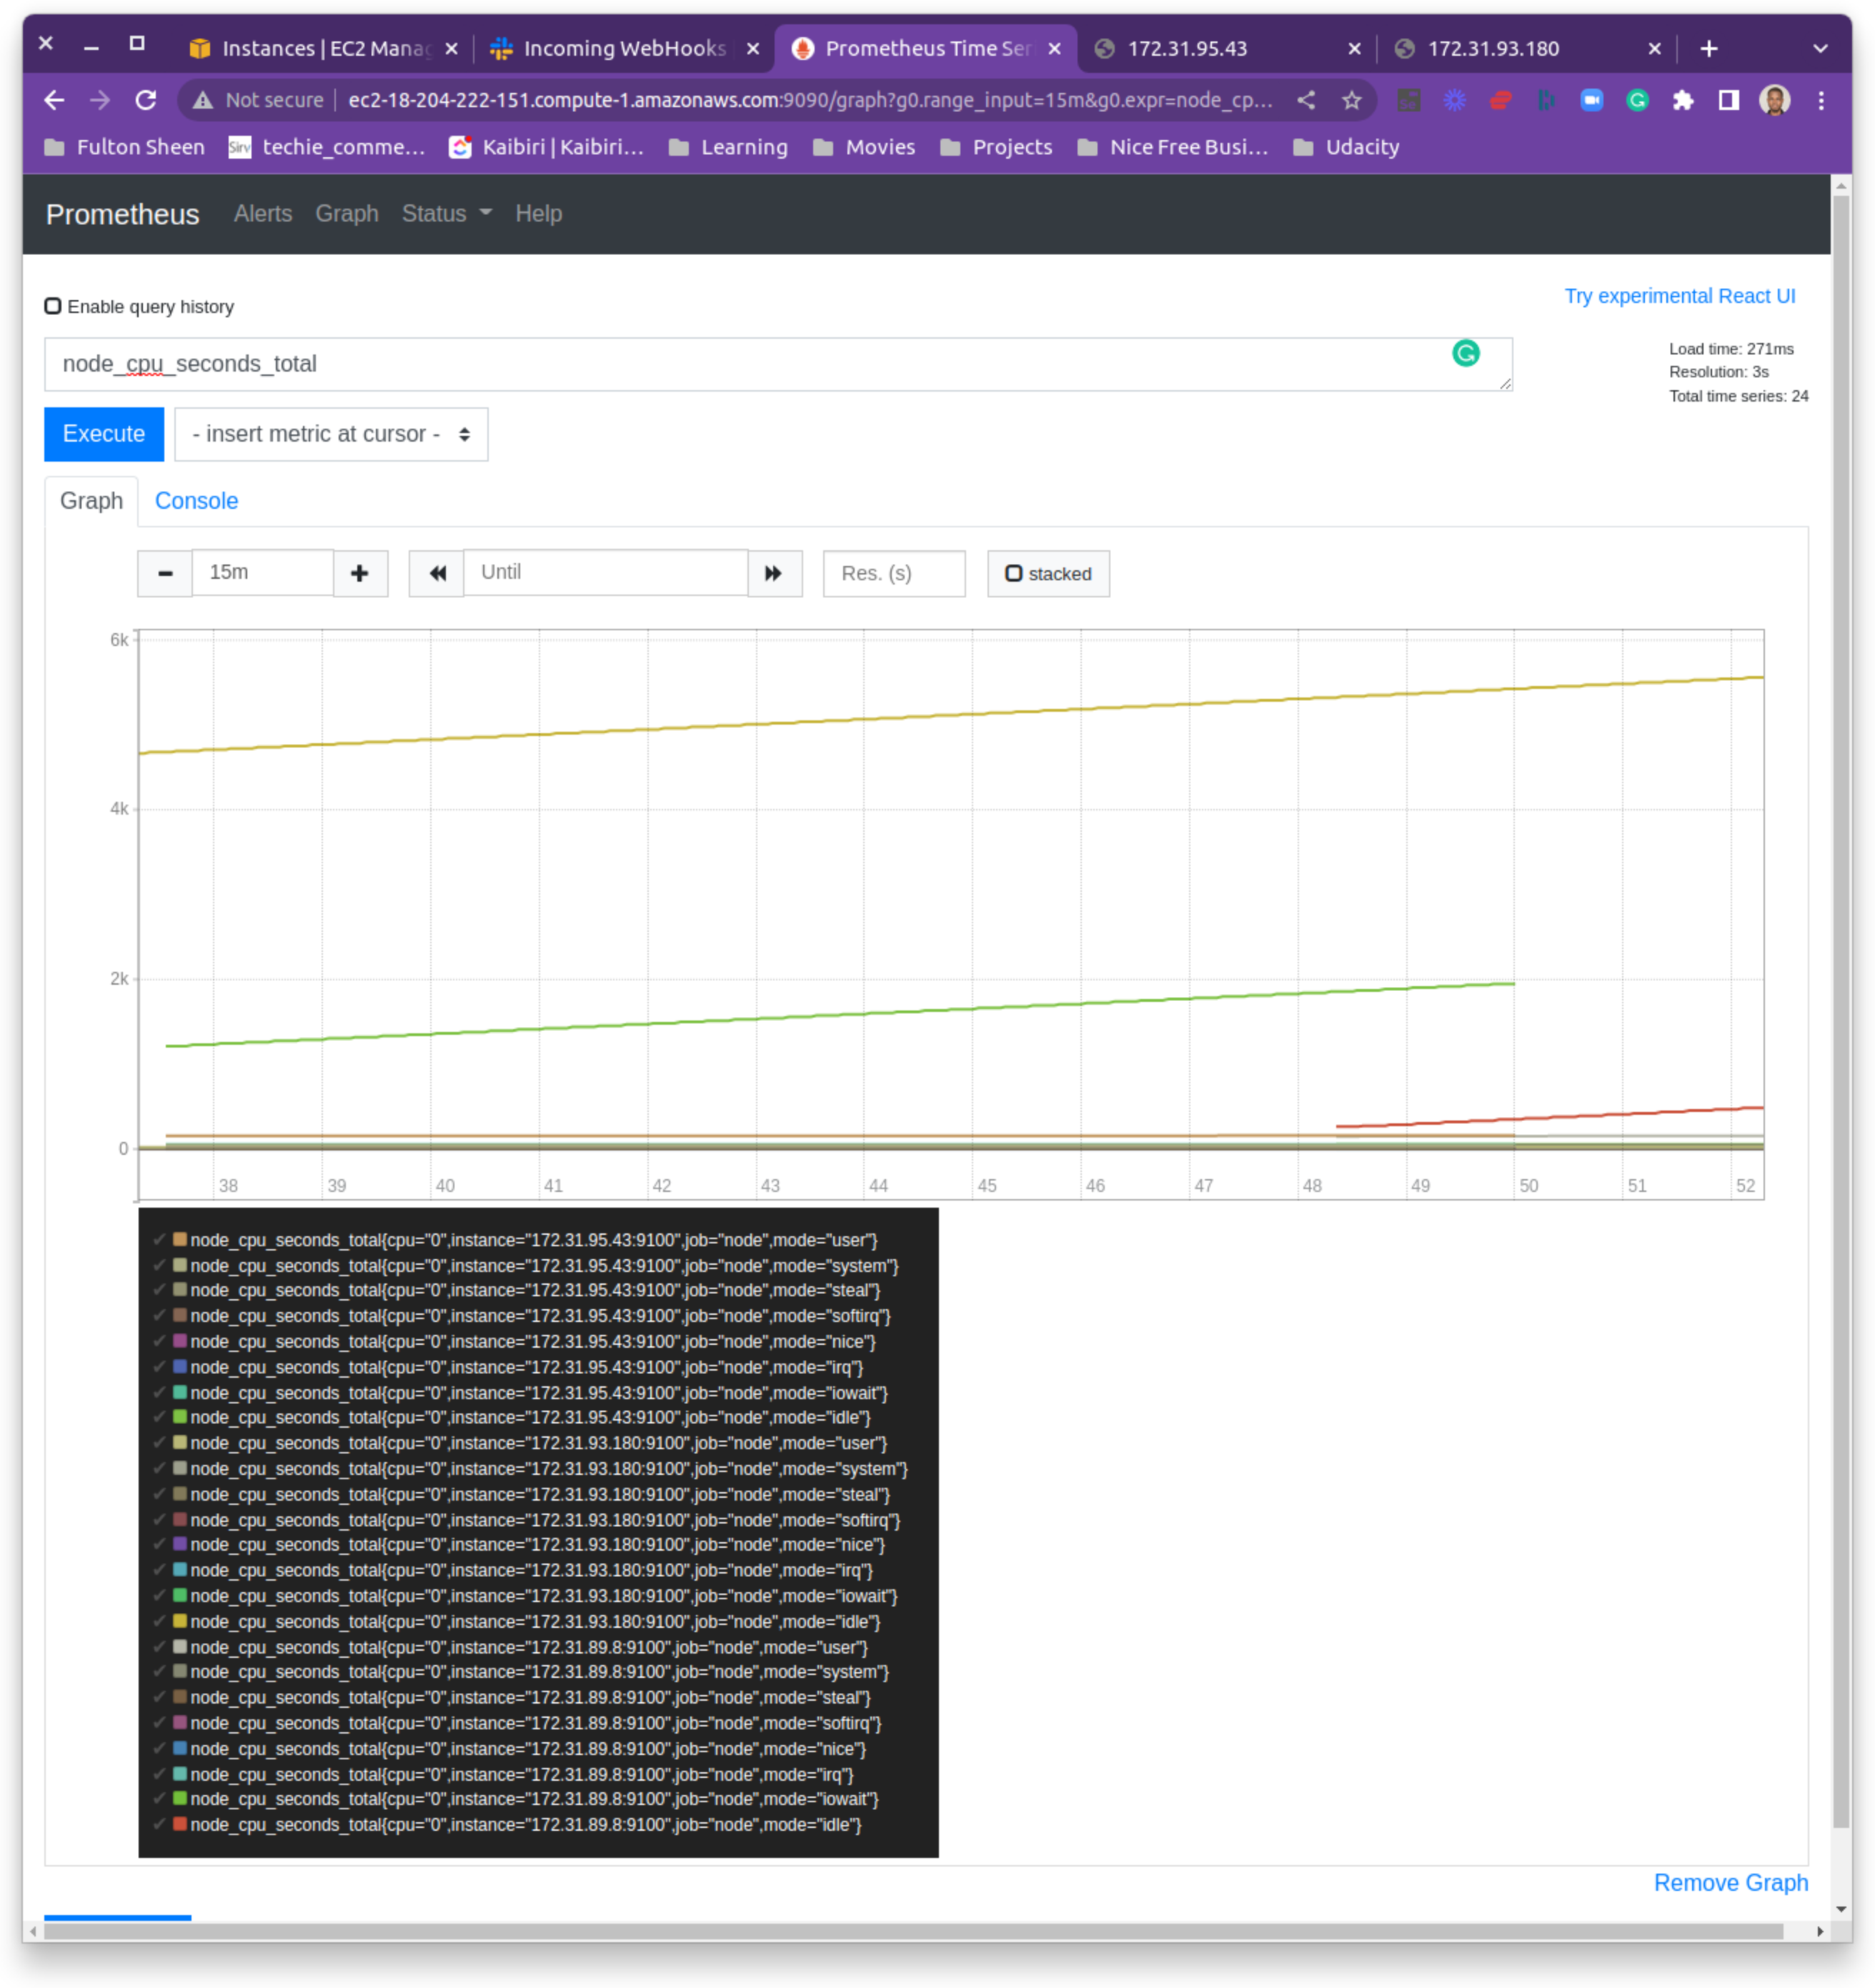 Instances | EC2 Manag
Incoming WebHooks
Prometheus Time Ser
172.31.95.43
172.31.93.180
Not secure
ec2-18-204-222-151.compute-1.amazonaws.com:9090/graph?g0.range_input=15m&g0.expr=node_cp...
Fulton Sheen
Sirv
techie_comme...
Kaibiri | Kaibiri...
Learning
Movies
Projects
Nice Free Busi...
Udacity
Prometheus Alerts Graph Status Help
Enable query history
Try experimental React UI
node_cpu_seconds_total
Load time: 271ms
Resolution: 3s
Total time series: 24
Execute
- insert metric at cursor -
Graph Console
15m
Until
Res. (s)
stacked
6k
4k
2k
0
38 39 40 41 42 43 44 45 46 47 48 49 50 51 52
node_cpu_seconds_total{cpu="0",instance="172.31.95.43:9100",job="node",mode="user"}
node_cpu_seconds_total{cpu="0",instance="172.31.95.43:9100",job="node",mode="system"}
node_cpu_seconds_total{cpu="0",instance="172.31.95.43:9100",job="node",mode="steal"}
node_cpu_seconds_total{cpu="0",instance="172.31.95.43:9100",job="node",mode="softirq"}
node_cpu_seconds_total{cpu="0",instance="172.31.95.43:9100",job="node",mode="nice"}
node_cpu_seconds_total{cpu="0",instance="172.31.95.43:9100",job="node",mode="irq"}
node_cpu_seconds_total{cpu="0",instance="172.31.95.43:9100",job="node",mode="iowait"}
node_cpu_seconds_total{cpu="0",instance="172.31.95.43:9100",job="node",mode="idle"}
node_cpu_seconds_total{cpu="0",instance="172.31.93.180:9100",job="node",mode="user"}
node_cpu_seconds_total{cpu="0",instance="172.31.93.180:9100",job="node",mode="system"}
node_cpu_seconds_total{cpu="0",instance="172.31.93.180:9100",job="node",mode="steal"}
node_cpu_seconds_total{cpu="0",instance="172.31.93.180:9100",job="node",mode="softirq"}
node_cpu_seconds_total{cpu="0",instance="172.31.93.180:9100",job="node",mode="nice"}
node_cpu_seconds_total{cpu="0",instance="172.31.93.180:9100",job="node",mode="irq"}
node_cpu_seconds_total{cpu="0",instance="172.31.93.180:9100",job="node",mode="iowait"}
node_cpu_seconds_total{cpu="0",instance="172.31.93.180:9100",job="node",mode="idle"}
node_cpu_seconds_total{cpu="0",instance="172.31.89.8:9100",job="node",mode="user"}
node_cpu_seconds_total{cpu="0",instance="172.31.89.8:9100",job="node",mode="system"}
node_cpu_seconds_total{cpu="0",instance="172.31.89.8:9100",job="node",mode="steal"}
node_cpu_seconds_total{cpu="0",instance="172.31.89.8:9100",job="node",mode="softirq"}
node_cpu_seconds_total{cpu="0",instance="172.31.89.8:9100",job="node",mode="nice"}
node_cpu_seconds_total{cpu="0",instance="172.31.89.8:9100",job="node",mode="irq"}
node_cpu_seconds_total{cpu="0",instance="172.31.89.8:9100",job="node",mode="iowait"}
node_cpu_seconds_total{cpu="0",instance="172.31.89.8:9100",job="node",mode="idle"}
Remove Graph